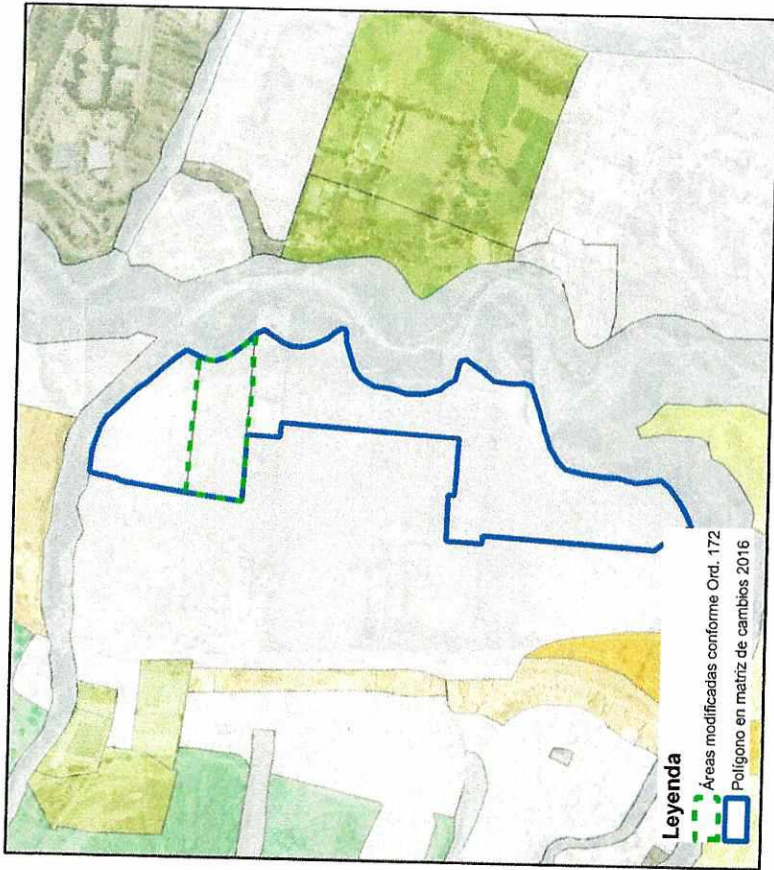 Leyenda
Áreas modificadas conforme Ord. 172
Polígono en matriz de cambios 2016